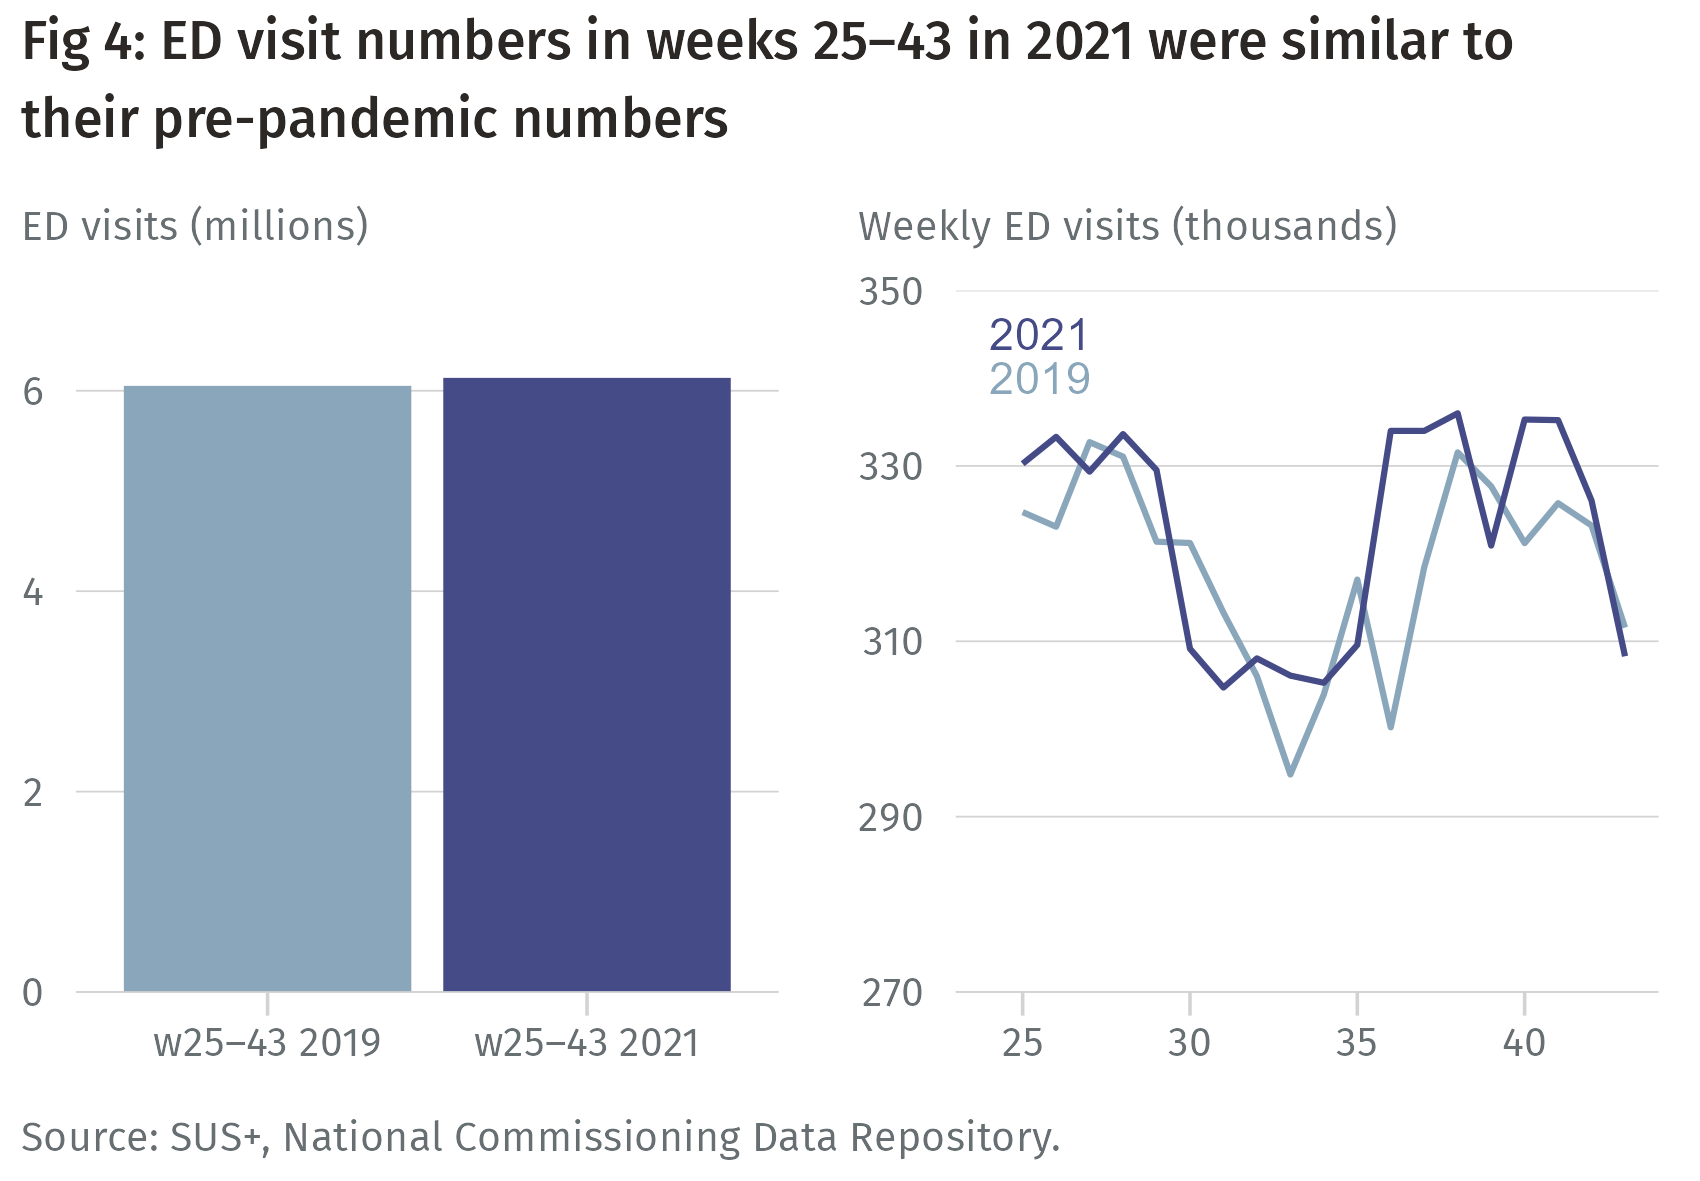 Fig 4: ED visit numbers in weeks 25–43 in 2021 were similar to
their pre-pandemic numbers
ED visits (millions)
6
4
2
0
w25–43 2019
w25–43 2021
Weekly ED visits (thousands)
350
330
310
290
270
2021
2019
25
30
35
40
Source: SUS+, National Commissioning Data Repository.